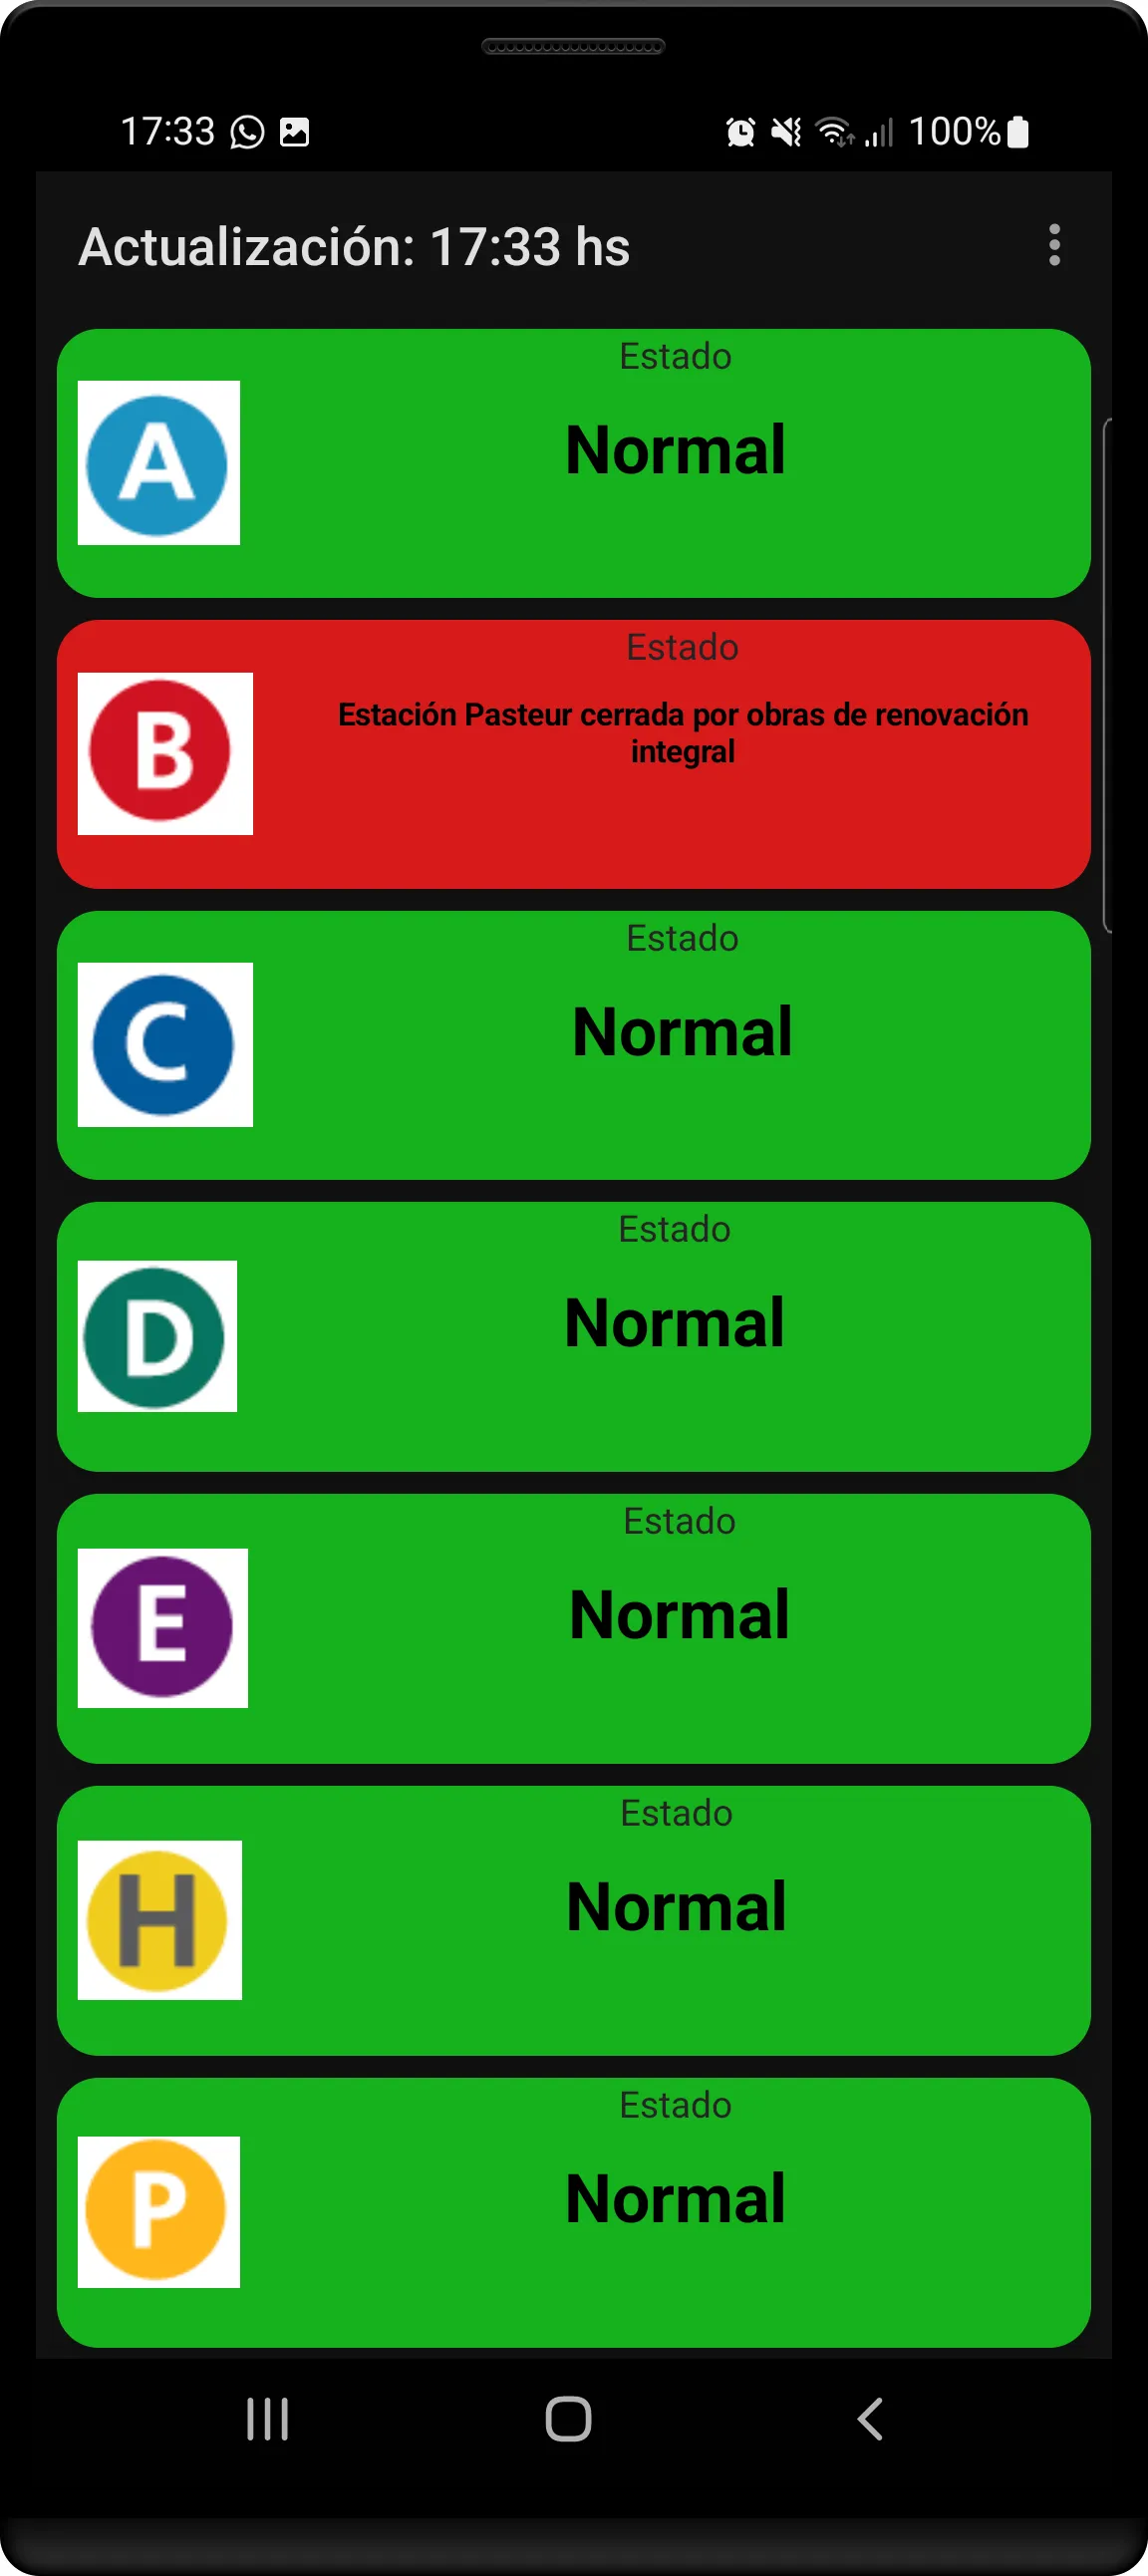 17:33
100%
Actualización: 17:33 hs
Estado
A
Normal
Estado
B
Estación Pasteur cerrada por obras de renovación
integral
Estado
C
Normal
Estado
D
Normal
Estado
E
Normal
Estado
H
Normal
Estado
P
Normal